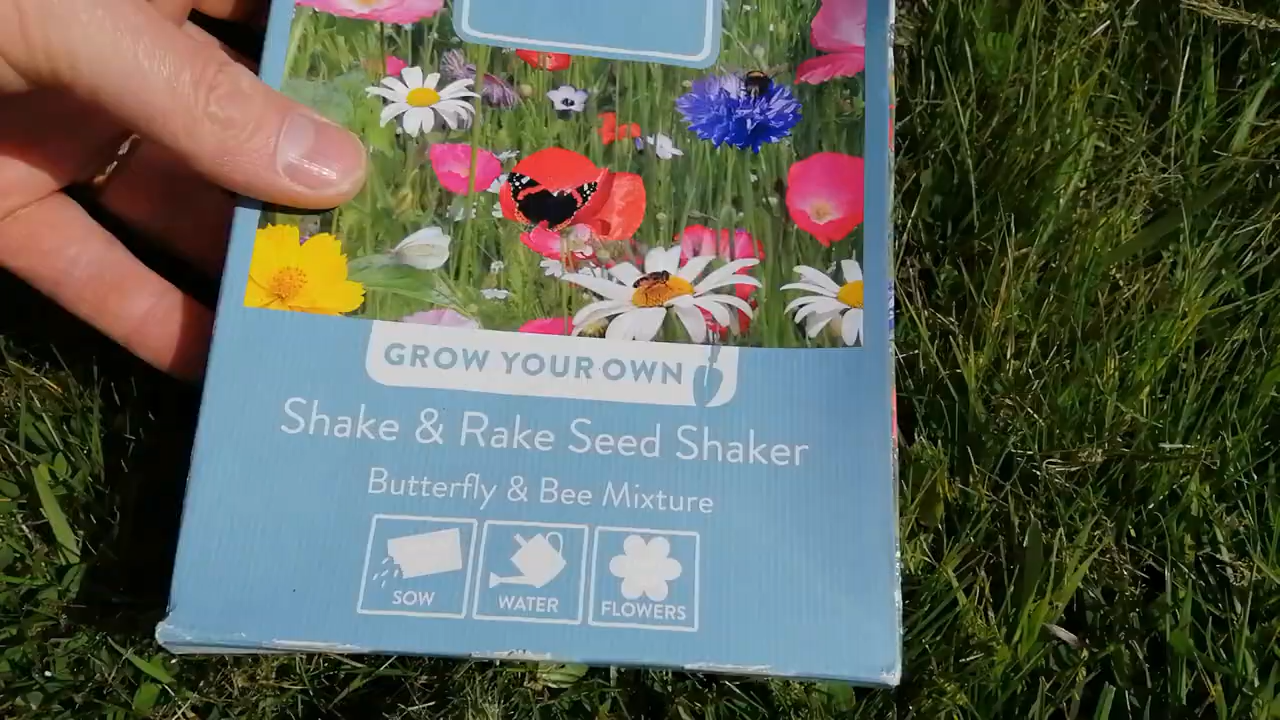 GROW YOUR OWN
Shake & Rake Seed Shaker
Butterfly & Bee Mixture
SOW
WATER
FLOWERS